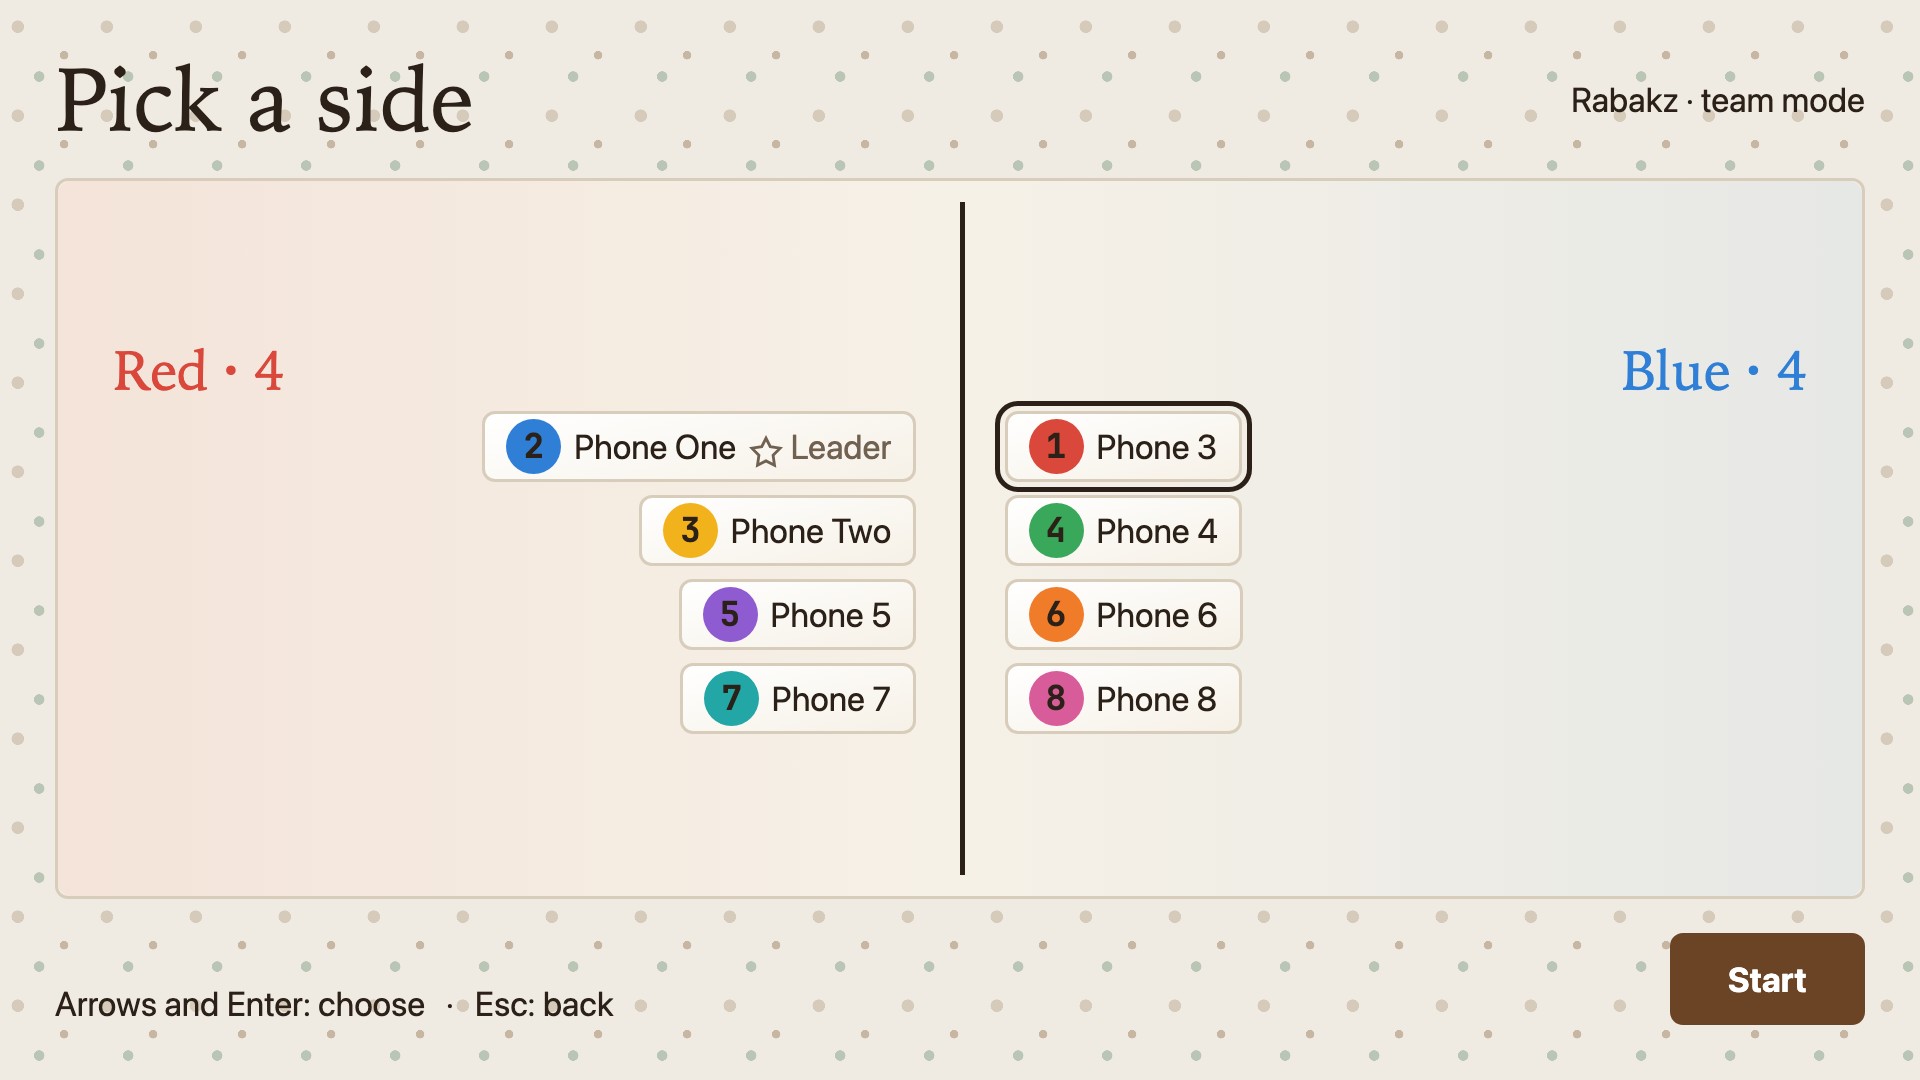 Pick a side
Rabakz · team mode
Red · 4
Blue · 4
2 Phone One ☆ Leader
3 Phone Two
5 Phone 5
7 Phone 7
1 Phone 3
4 Phone 4
6 Phone 6
8 Phone 8
Arrows and Enter: choose · Esc: back
Start